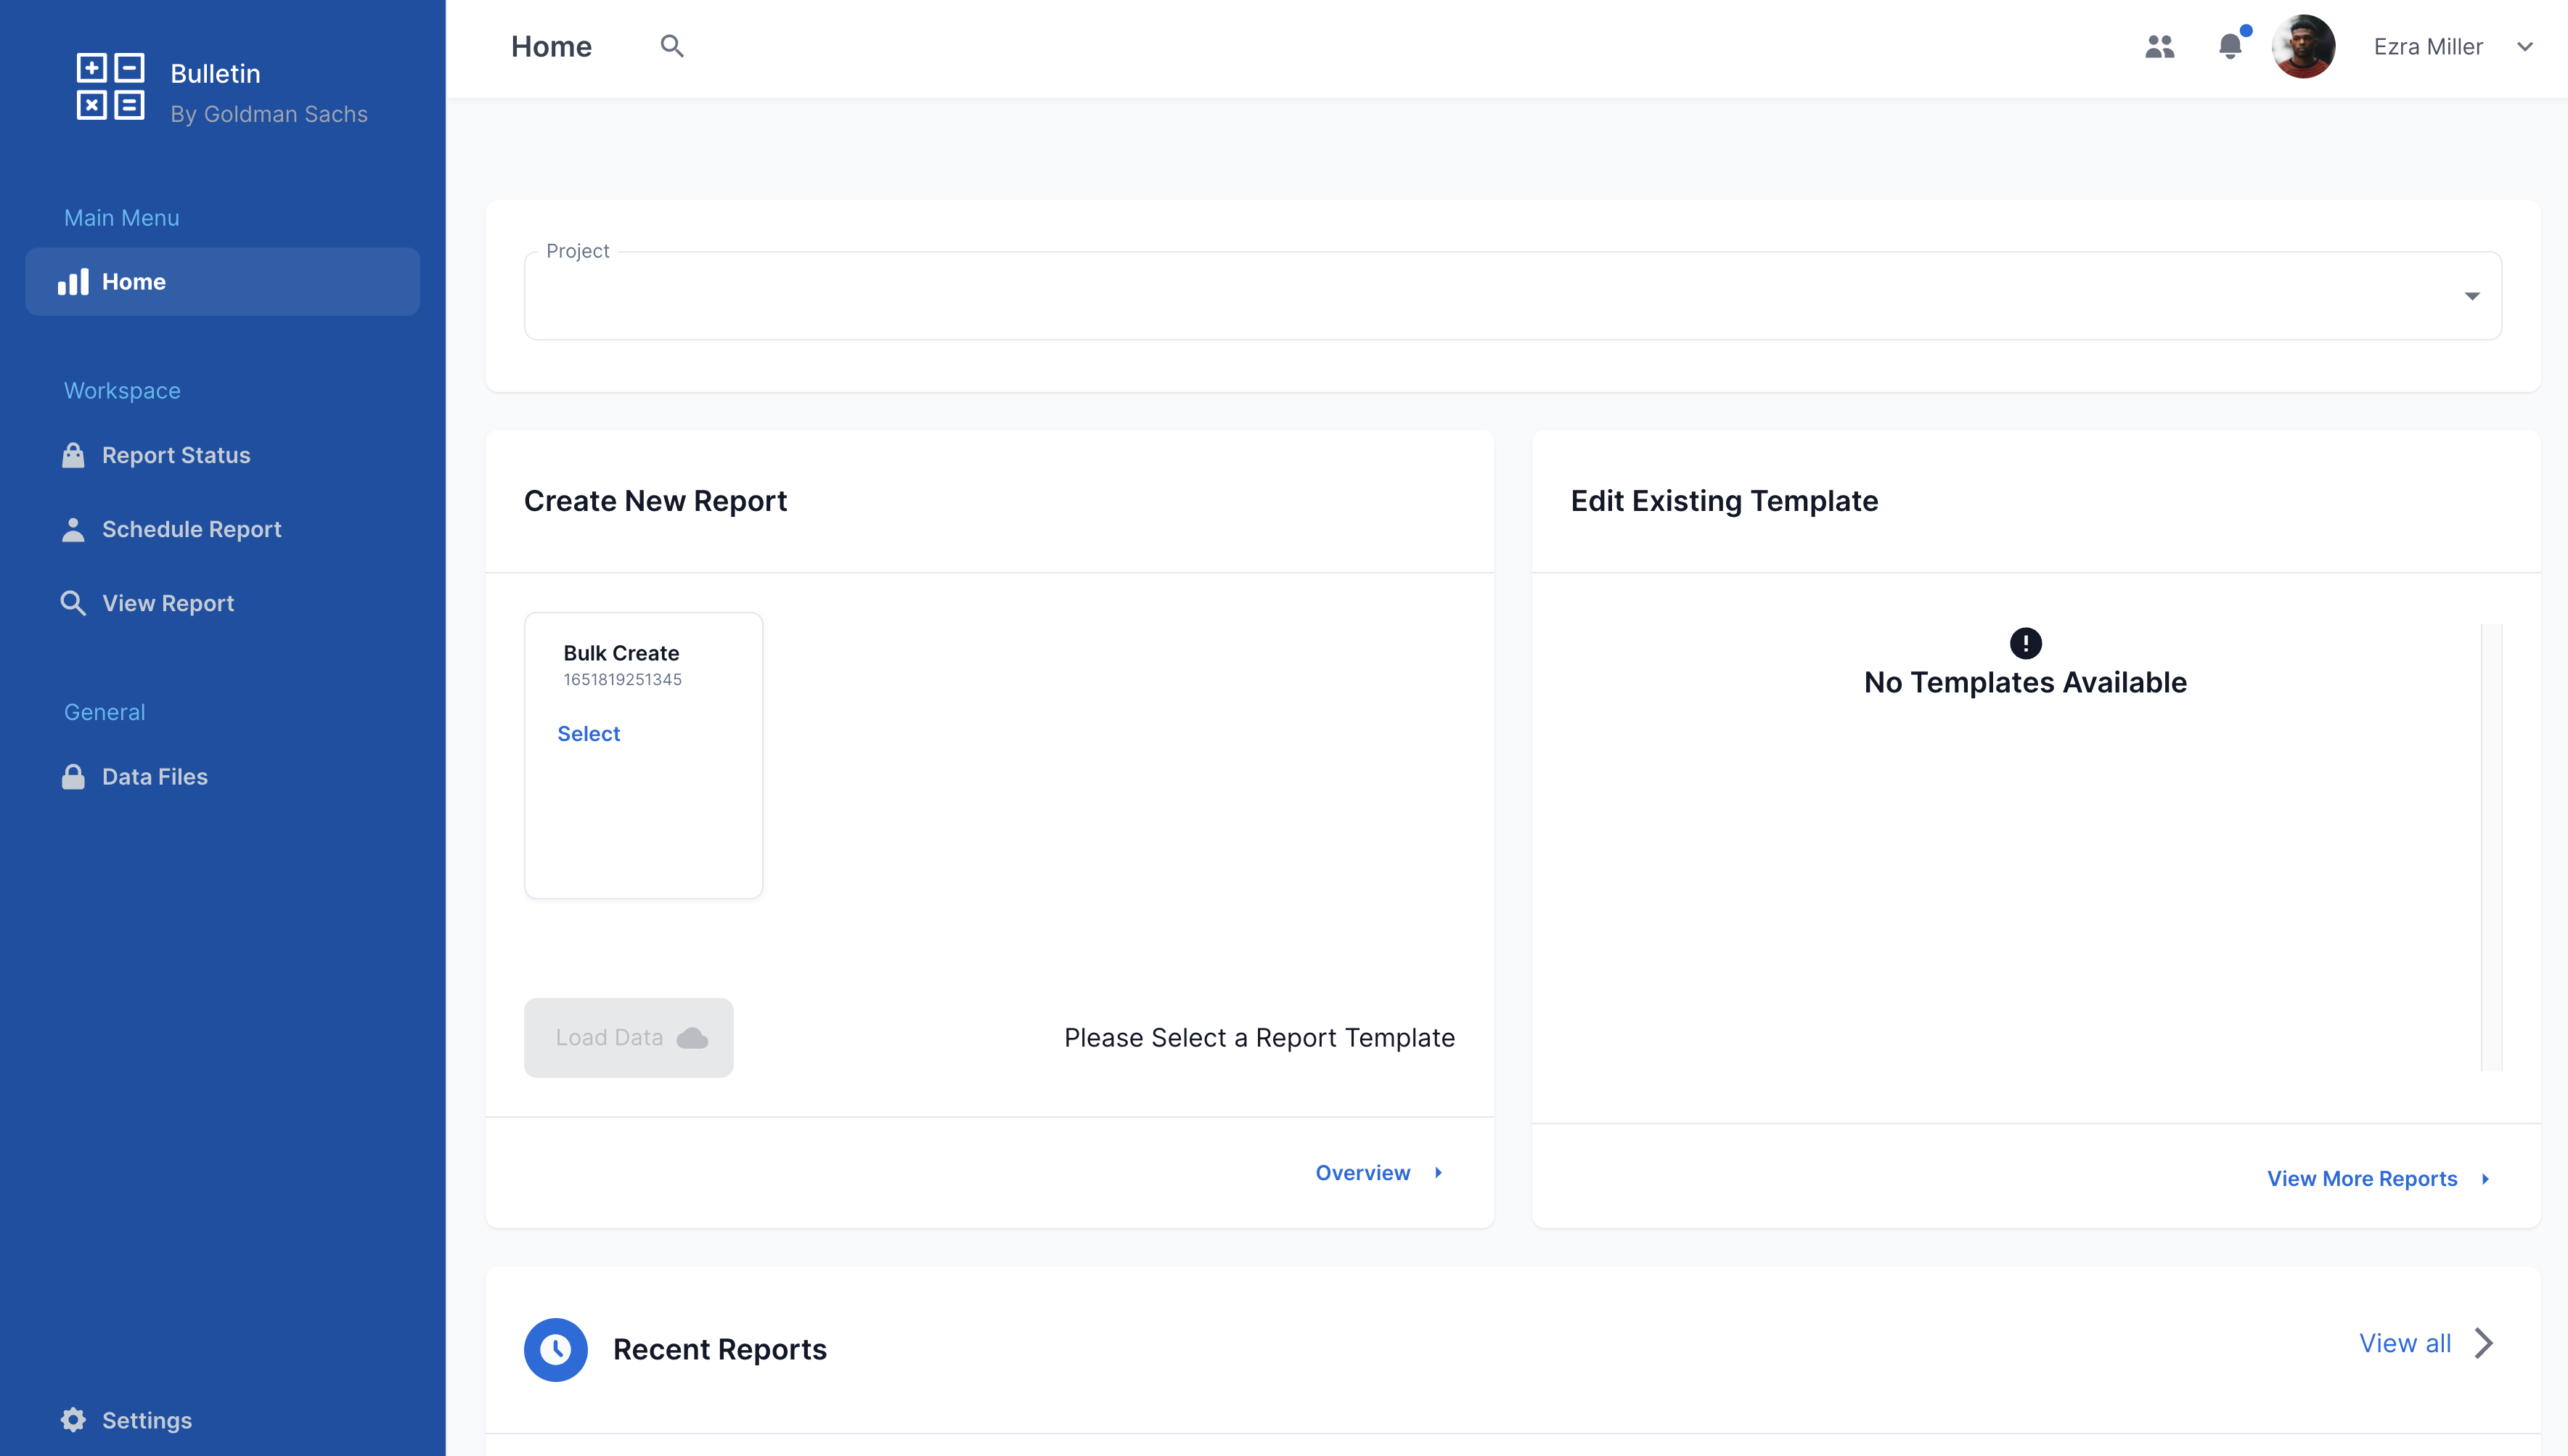 Bulletin
By Goldman Sachs
Main Menu
Home
Workspace
Report Status
Schedule Report
View Report
General
Data Files
Settings
Home
Ezra Miller
Project
Create New Report
Bulk Create
1651819251345
Select
Load Data
Please Select a Report Template
Overview
Edit Existing Template
No Templates Available
View More Reports
Recent Reports
View all